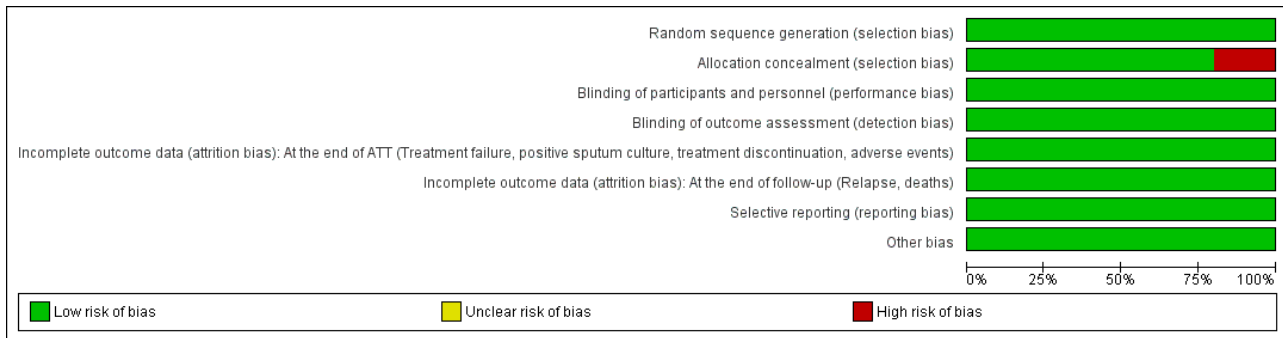 Random sequence generation (selection bias)
Allocation concealment (selection bias)
Blinding of participants and personnel (performance bias)
Blinding of outcome assessment (detection bias)
Incomplete outcome data (attrition bias): At the end of ATT (Treatment failure, positive sputum culture, treatment discontinuation, adverse events)
Incomplete outcome data (attrition bias): At the end of follow-up (Relapse, deaths)
Selective reporting (reporting bias)
Other bias
0% 25% 50% 75% 100%
Low risk of bias Unclear risk of bias High risk of bias